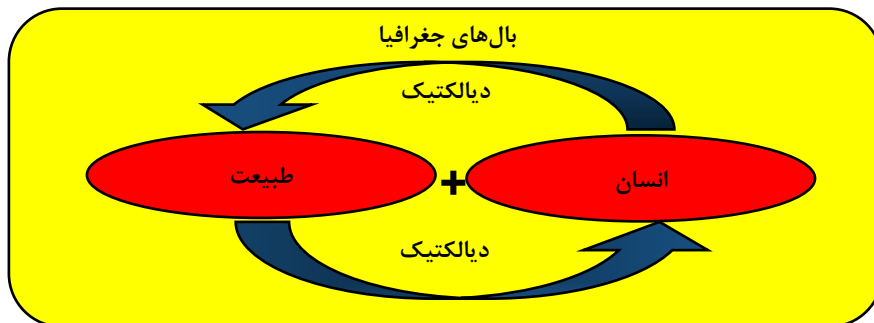 بال‌های جغرافیا
دیالکتیک
انسان + طبیعت
دیالکتیک